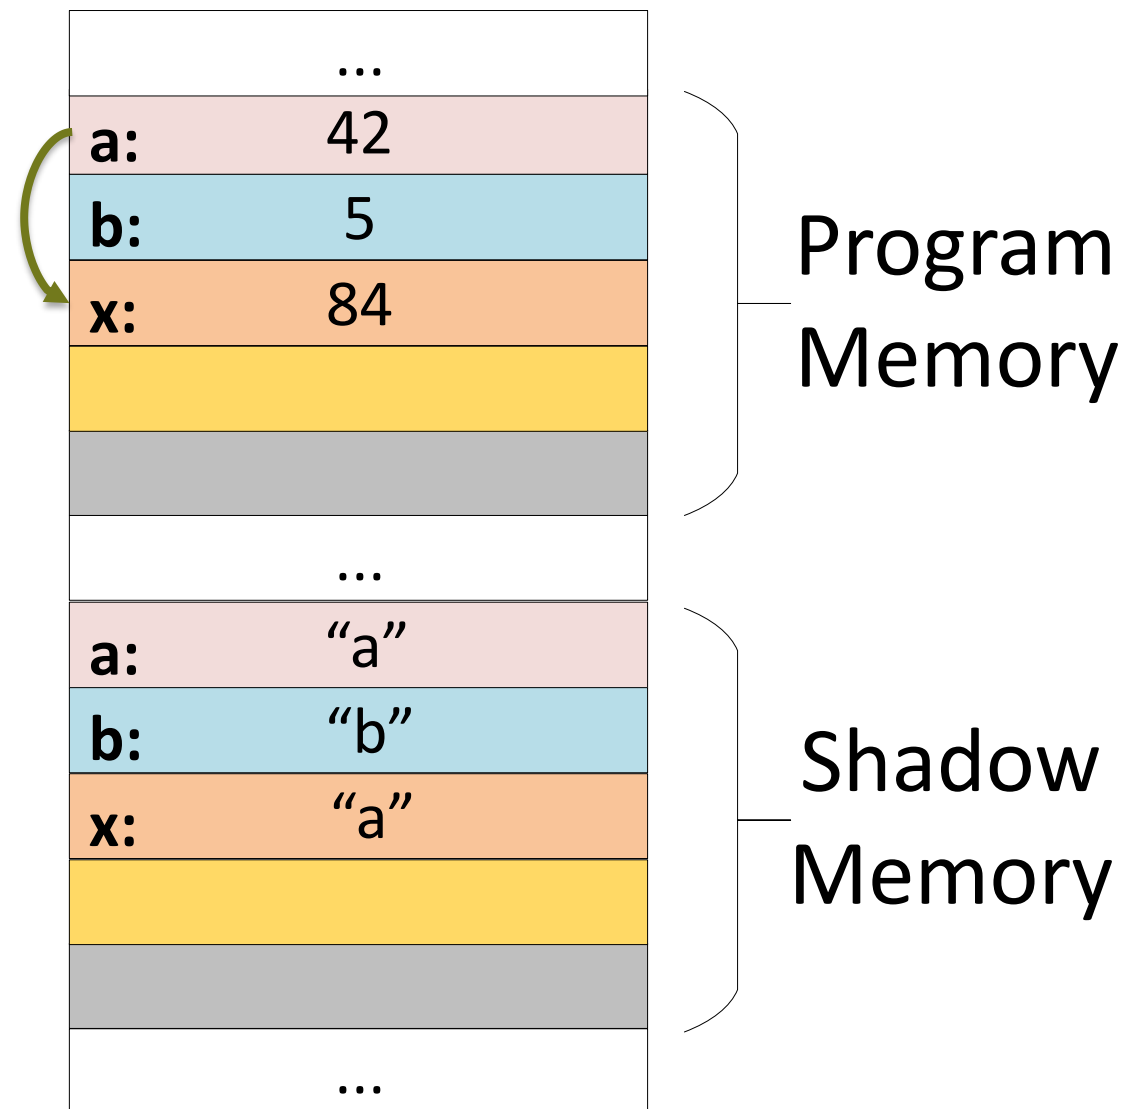 ...
a: 42
b: 5
x: 84
Program
Memory
...
a: “a”
b: “b”
x: “a”
Shadow
Memory
...